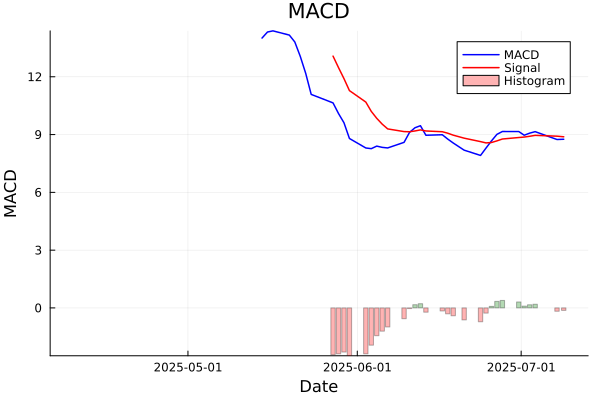 MACD
MACD
Signal
Histogram
12
9
6
3
0
MACD
2025-05-01
2025-06-01
2025-07-01
Date